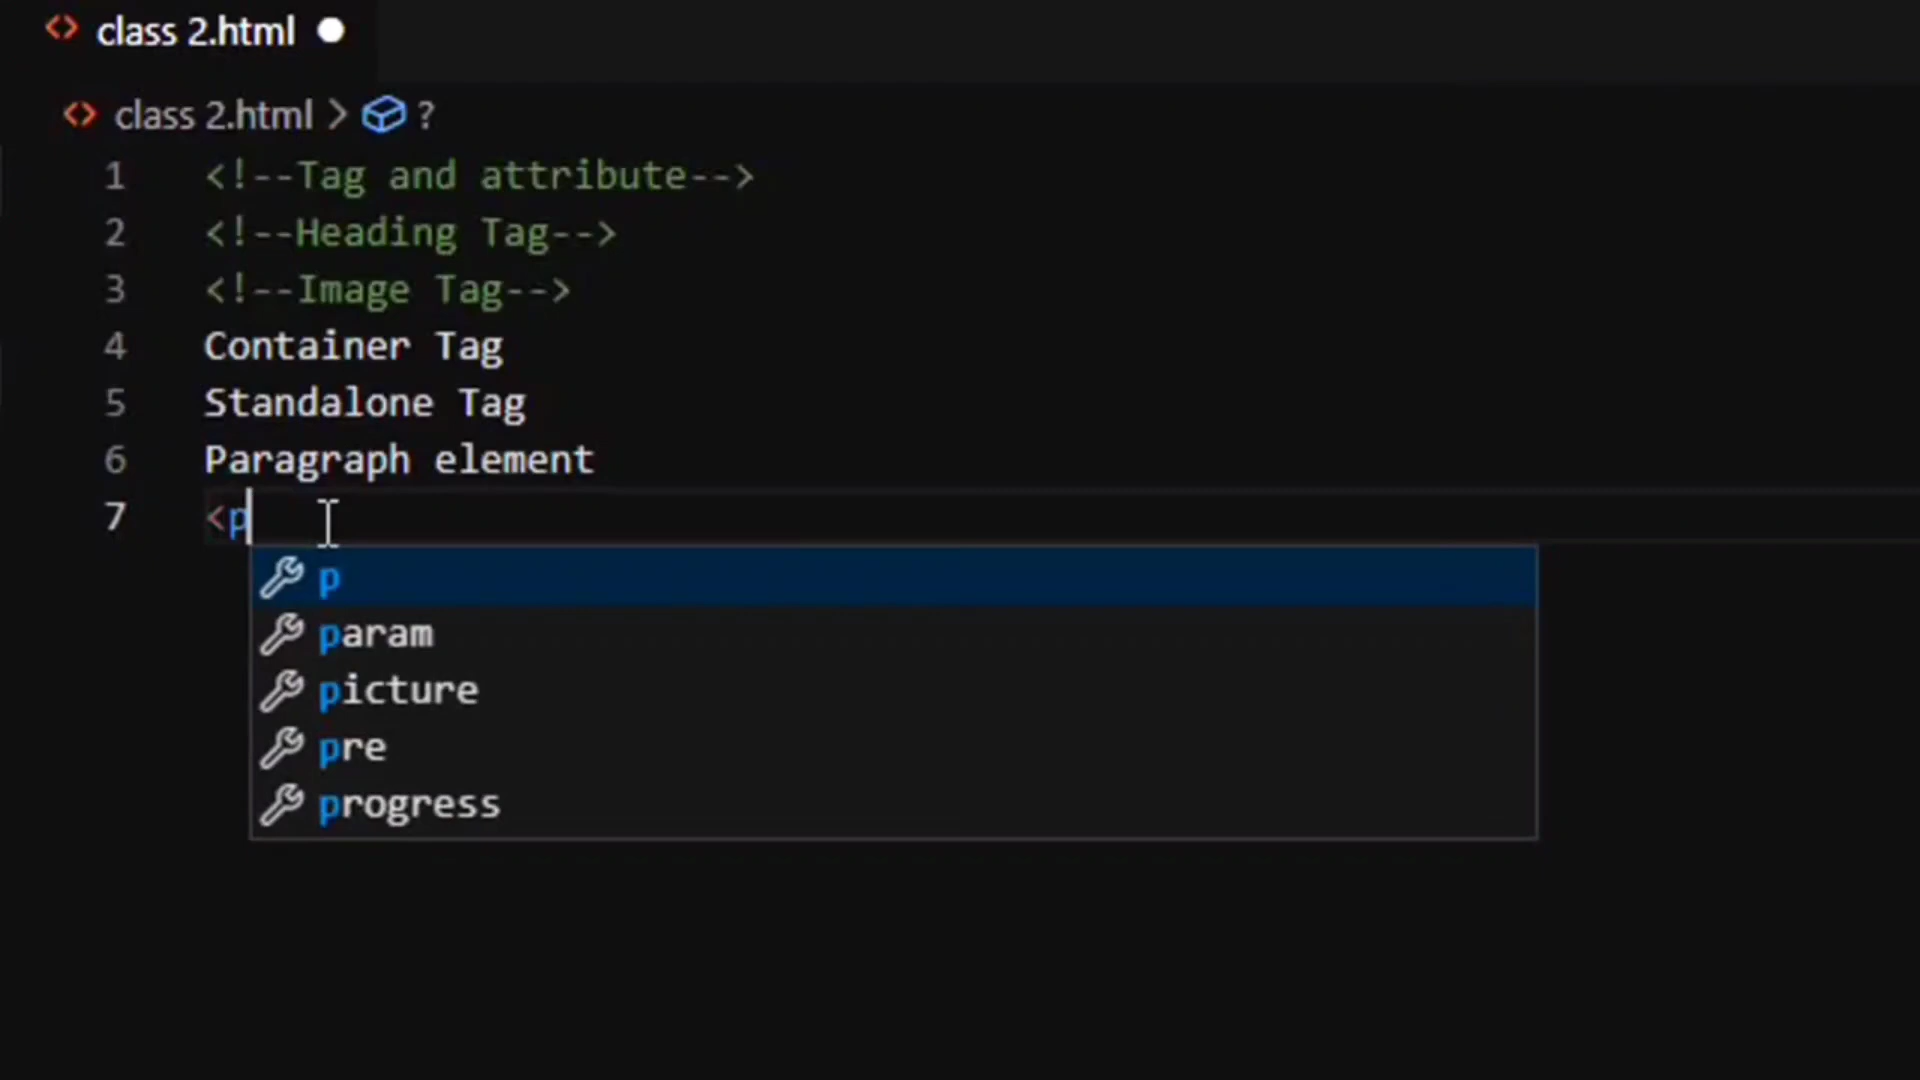 class 2.html
class 2.html > ?
1 <!--Tag and attribute-->
2 <!--Heading Tag-->
3 <!--Image Tag-->
4 Container Tag
5 Standalone Tag
6 Paragraph element
7 <p
p
param
picture
pre
progress